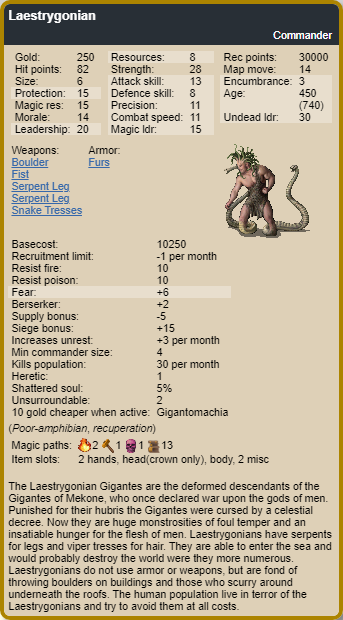 Laestrygonian
Commander
Gold: 250 Resources: 8 Rec points: 30000
Hit points: 82 Strength: 28 Map move: 14
Size: 6 Attack skill: 13 Encumbrance: 3
Protection: 15 Defence skill: 8 Age: 450
Magic res: 15 Precision: 11 (740)
Morale: 14 Combat speed: 11 Undead ldr: 30
Leadership: 20 Magic ldr: 15
Weapons: Armor:
Boulder Furs
Fist
Serpent Leg
Serpent Leg
Snake Tresses
Basecost: 10250
Recruitment limit: -1 per month
Resist fire: 10
Resist poison: 10
Fear: +6
Berserker: +2
Supply bonus: -5
Siege bonus: +15
Increases unrest: +3 per month
Min commander size: 4
Kills population: 30 per month
Heretic: 1
Shattered soul: 5%
Unsurroundable: 2
10 gold cheaper when active: Gigantomachia
(Poor-amphibian, recuperation)
Magic paths: 2 1 1 13
Item slots: 2 hands, head(crown only), body, 2 misc
The Laestrygonian Gigantes are the deformed descendants of the
Gigantes of Mekone, who once declared war upon the gods of men.
Punished for their hubris the Gigantes were cursed by a celestial
decree. Now they are huge monstrosities of foul temper and an
insatiable hunger for the flesh of men. Laestrygonians have serpents
for legs and viper tresses for hair. They are able to enter the sea and
would probably destroy the world were they more numerous.
Laestrygonians do not use armor or weapons, but are fond of
throwing boulders on buildings and those who scurry around
underneath the roofs. The human population live in terror of the
Laestrygonians and try to avoid them at all costs.